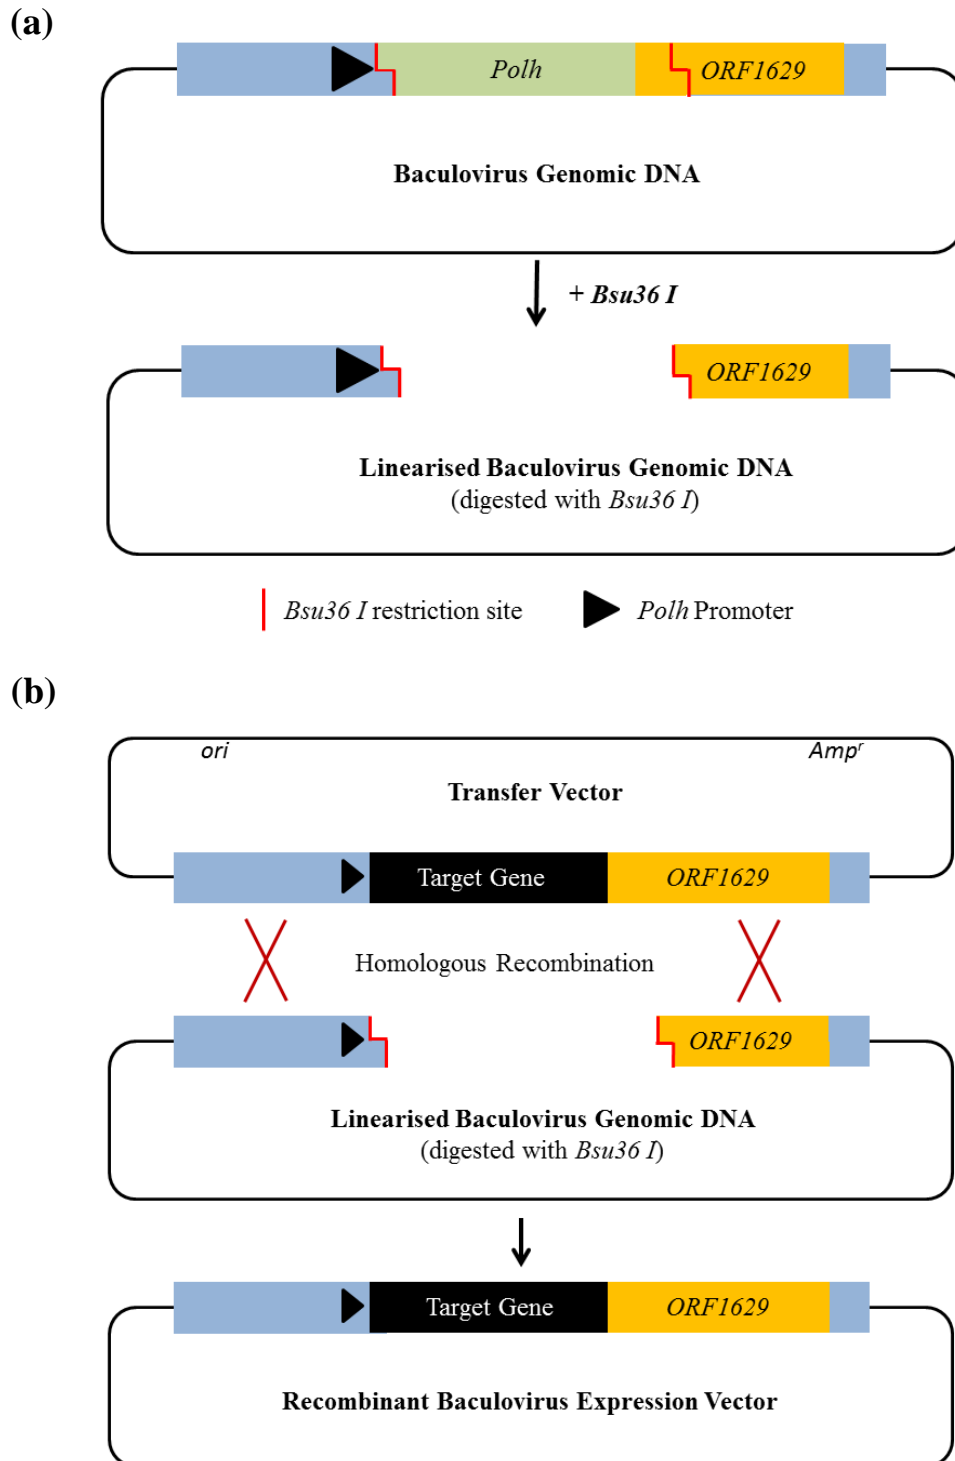 (a)
Polh ORF1629
Baculovirus Genomic DNA
+ Bsu36 I
ORF1629
Linearised Baculovirus Genomic DNA
(digested with Bsu36 I)
Bsu36 I restriction site Polh Promoter
(b)
ori Ampr
Transfer Vector
Target Gene ORF1629
Homologous Recombination
ORF1629
Linearised Baculovirus Genomic DNA
(digested with Bsu36 I)
Target Gene ORF1629
Recombinant Baculovirus Expression Vector